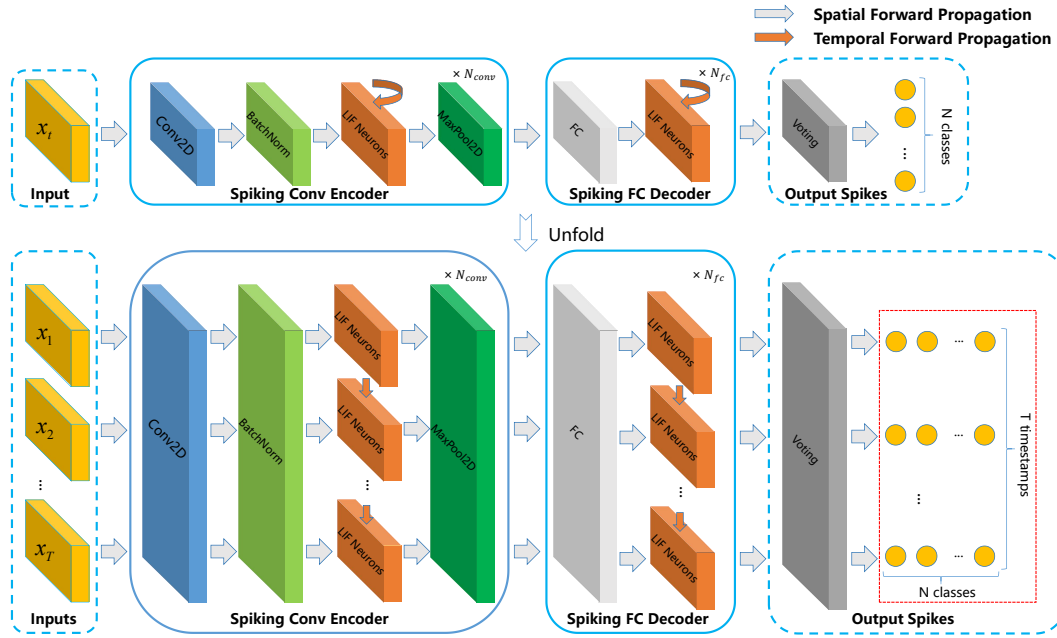 Spatial Forward Propagation
Temporal Forward Propagation
x_t
Input
× N_conv
Conv2D
BatchNorm
LIF Neurons
MaxPool2D
Spiking Conv Encoder
× N_fc
FC
LIF Neurons
Spiking FC Decoder
Voting
...
N classes
Output Spikes
Unfold
x_1
x_2
...
x_T
Inputs
× N_conv
Conv2D
BatchNorm
LIF Neurons
LIF Neurons
...
LIF Neurons
MaxPool2D
Spiking Conv Encoder
× N_fc
FC
LIF Neurons
LIF Neurons
...
LIF Neurons
Spiking FC Decoder
Voting
...
...
...
...
T timestamps
N classes
Output Spikes